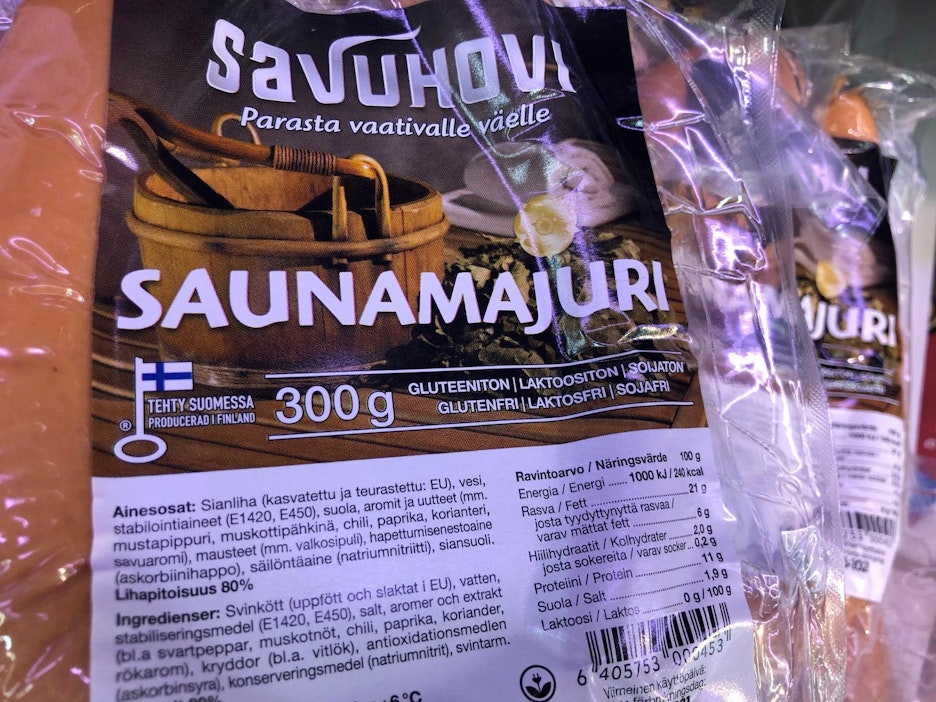 SAVUHOVI
Parasta vaativalle väelle
SAUNAMAJURI
® TEHTY SUOMESSA
PRODUCERAD I FINLAND
300 g
GLUTEENITON | LAKTOOSITON | SOIJATON
GLUTENFRI | LAKTOSFRI | SOJAFRI
Ainesosat: Sianliha (kasvatettu ja teurastettu: EU), vesi,
stabilointiaineet (E1420, E450), suola, aromit ja uutteet (mm.
mustapippuri, muskottipähkinä, chili, paprika, korianteri,
savuaromi), mausteet (mm. valkosipuli), hapettumisenestoaine
(askorbiinihappo), säilöntäaine (natriumnitriitti), siansuoli.
Lihapitoisuus 80%
Ingredienser: Svinkött (uppfött och slaktat i EU), vatten,
stabiliseringsmedel (E1420, E450), salt, aromer och extrakt
(bl.a svartpeppar, muskotnöt, chili, paprika, koriander,
rökarom), kryddor (bl.a. vitlök), antioxidationsmedlen
(askorbinsyra), konserveringsmedel (natriumnitrit), svintarm.
6°C
Ravintoarvo / Näringsvärde 100 g
Energia / Energi ...... 1000 kJ / 240 kcal
Rasva / Fett ........................ 21 g
josta tyydyttynyttä rasvaa /
varav mättat fett ................ 6 g
Hiilihydraatit / Kolhydrater ... 2,0 g
josta sokereita / varav socker ... 0,2 g
Proteiini / Protein .................. 11 g
Suola / Salt .......................... 1,9 g
Laktoosi / Laktos ............. 0 g / 100 g
6 405753 000453
Viimeinen käyttöpäivä:
förbrukningsdag:
JURI